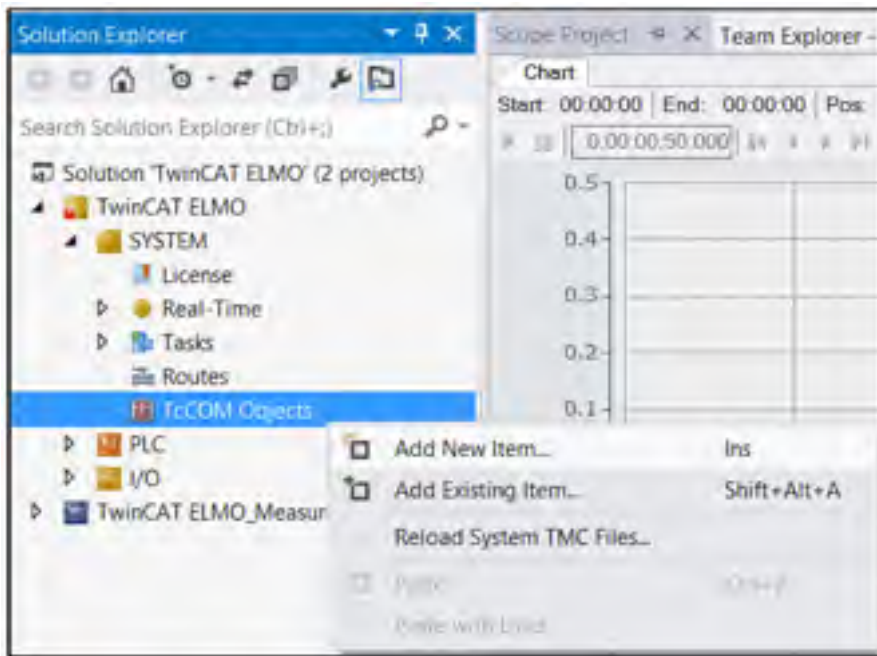 Solution Explorer
Scope Project
Team Explorer -
Chart
Start: 00:00:00 End: 00:00:00 Pos:
Search Solution Explorer (Ctrl+;)
0,00:00:50.000
Solution 'TwinCAT ELMO' (2 projects)
TwinCAT ELMO
SYSTEM
License
Real-Time
Tasks
Routes
TcCOM Objects
PLC
I/O
TwinCAT ELMO_Measur
0.5
0.4
0.3
0.2
0.1
Add New Item... Ins
Add Existing Item... Shift+Alt+A
Reload System TMC Files...
Paste
Paste with Links